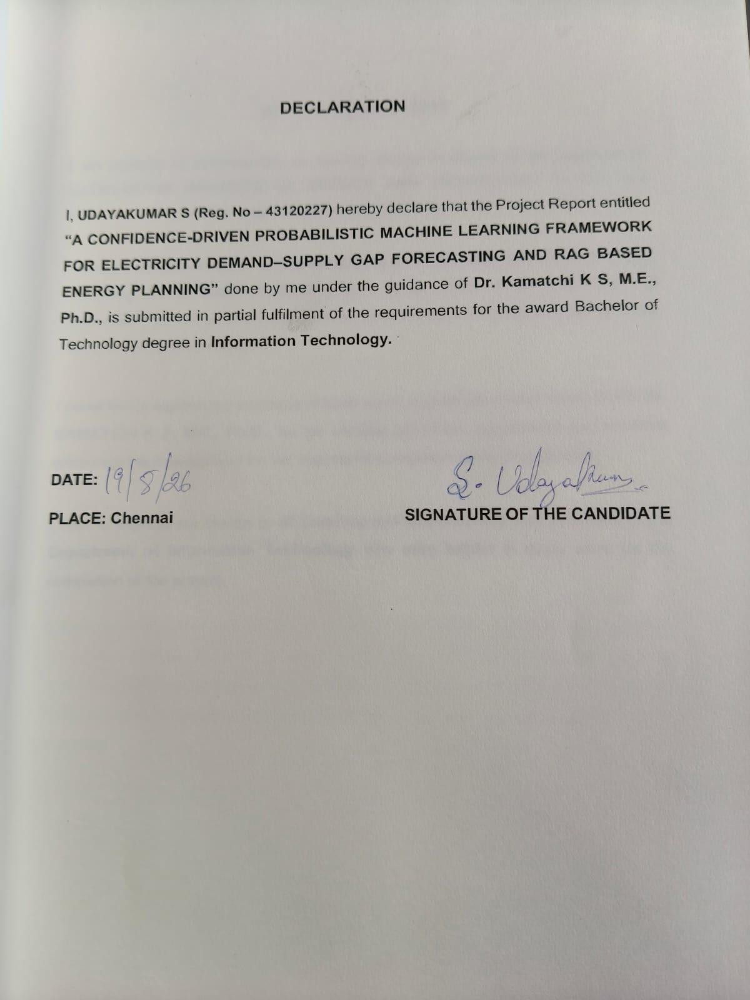 DECLARATION
I, UDAYAKUMAR S (Reg. No – 43120227) hereby declare that the Project Report entitled
“A CONFIDENCE-DRIVEN PROBABILISTIC MACHINE LEARNING FRAMEWORK
FOR ELECTRICITY DEMAND–SUPPLY GAP FORECASTING AND RAG BASED
ENERGY PLANNING” done by me under the guidance of Dr. Kamatchi K S, M.E.,
Ph.D., is submitted in partial fulfilment of the requirements for the award Bachelor of
Technology degree in Information Technology.
DATE: 19/8/26
S. Udayakumar
PLACE: Chennai
SIGNATURE OF THE CANDIDATE